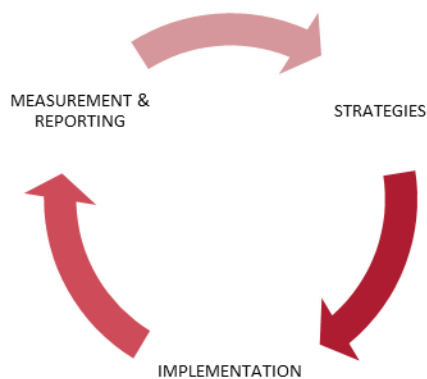 MEASUREMENT &
REPORTING
STRATEGIES
IMPLEMENTATION